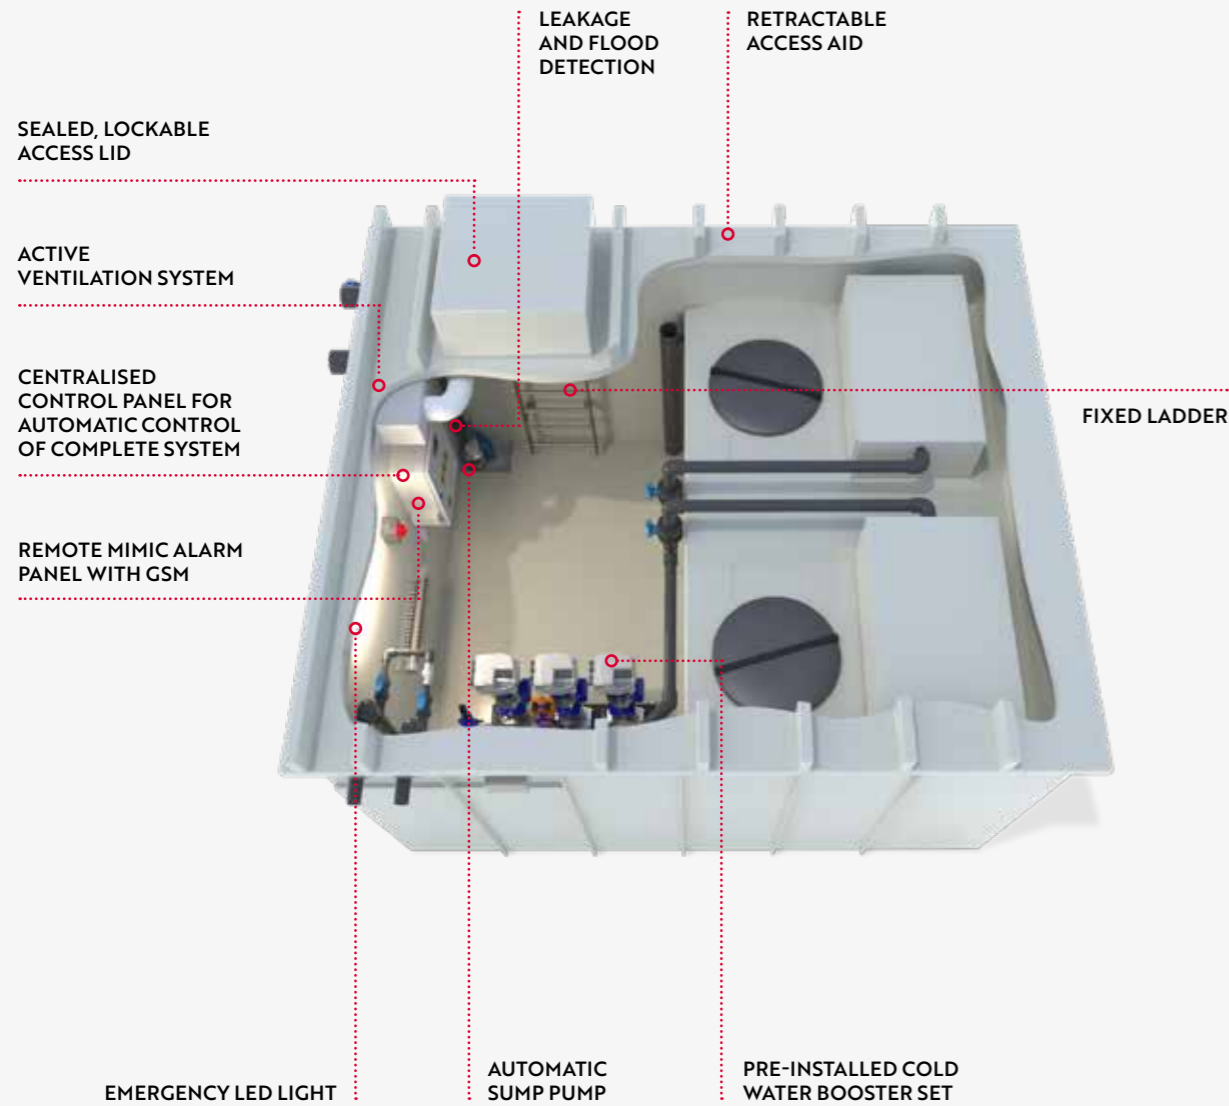 LEAKAGE
AND FLOOD
DETECTION
RETRACTABLE
ACCESS AID
SEALED, LOCKABLE
ACCESS LID
ACTIVE
VENTILATION SYSTEM
CENTRALISED
CONTROL PANEL FOR
AUTOMATIC CONTROL
OF COMPLETE SYSTEM
FIXED LADDER
REMOTE MIMIC ALARM
PANEL WITH GSM
EMERGENCY LED LIGHT
AUTOMATIC
SUMP PUMP
PRE-INSTALLED COLD
WATER BOOSTER SET